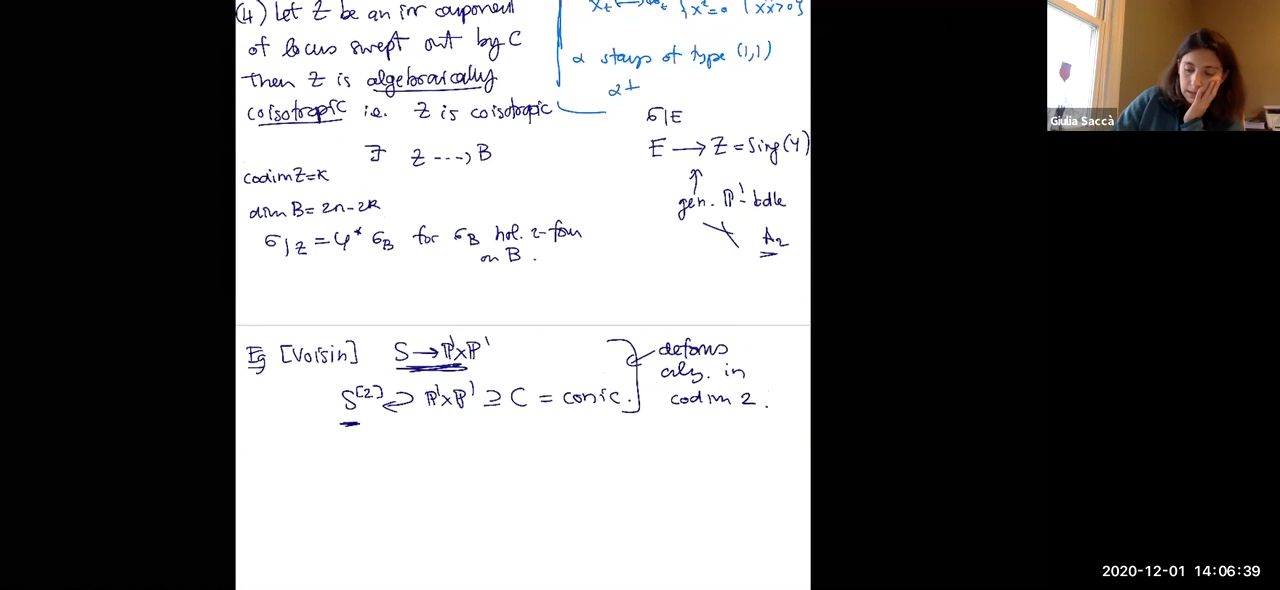 (4) Let Z be an irr component
of locus swept out by C
then Z is algebraically
coisotropic i.e. Z is coisotropic
∃ Z ---> B
codim Z = k
dim B = 2n-2k
σ|Z = φ* σB for σB hol. 2-form
on B.
{x²=0
α stays of type (1,1)
α⊥
σ|E
E → Z = Sing(Y)
↑
gen. P¹-bdle
A₂
Eg [Voisin] S → P¹×P¹
S[2] ↩ P¹×P¹ ⊇ C = conic.
deforms
only in
codim 2.
Giulia Saccà
2020-12-01 14:06:39